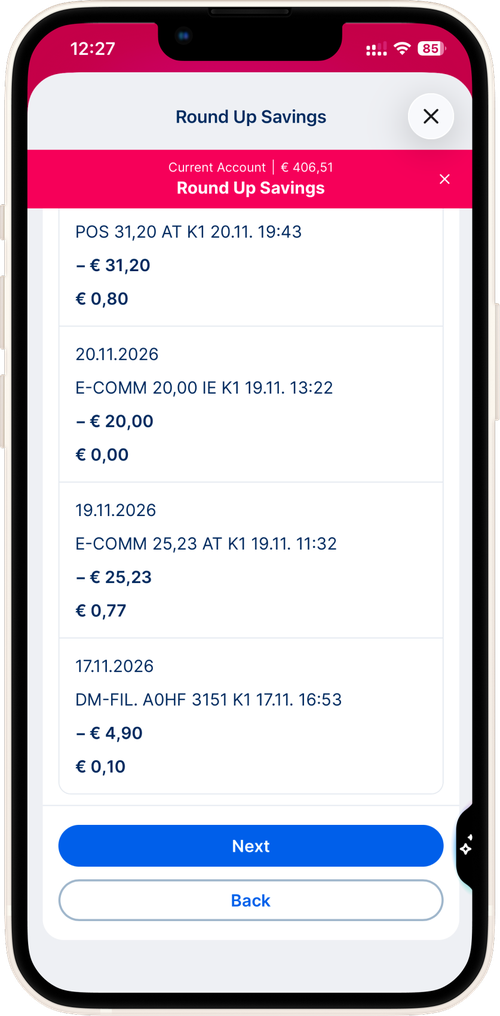 12:27
85
Round Up Savings
Current Account | € 406,51
Round Up Savings
POS 31,20 AT K1 20.11. 19:43
– € 31,20
€ 0,80
20.11.2026
E-COMM 20,00 IE K1 19.11. 13:22
– € 20,00
€ 0,00
19.11.2026
E-COMM 25,23 AT K1 19.11. 11:32
– € 25,23
€ 0,77
17.11.2026
DM-FIL. A0HF 3151 K1 17.11. 16:53
– € 4,90
€ 0,10
Next
Back